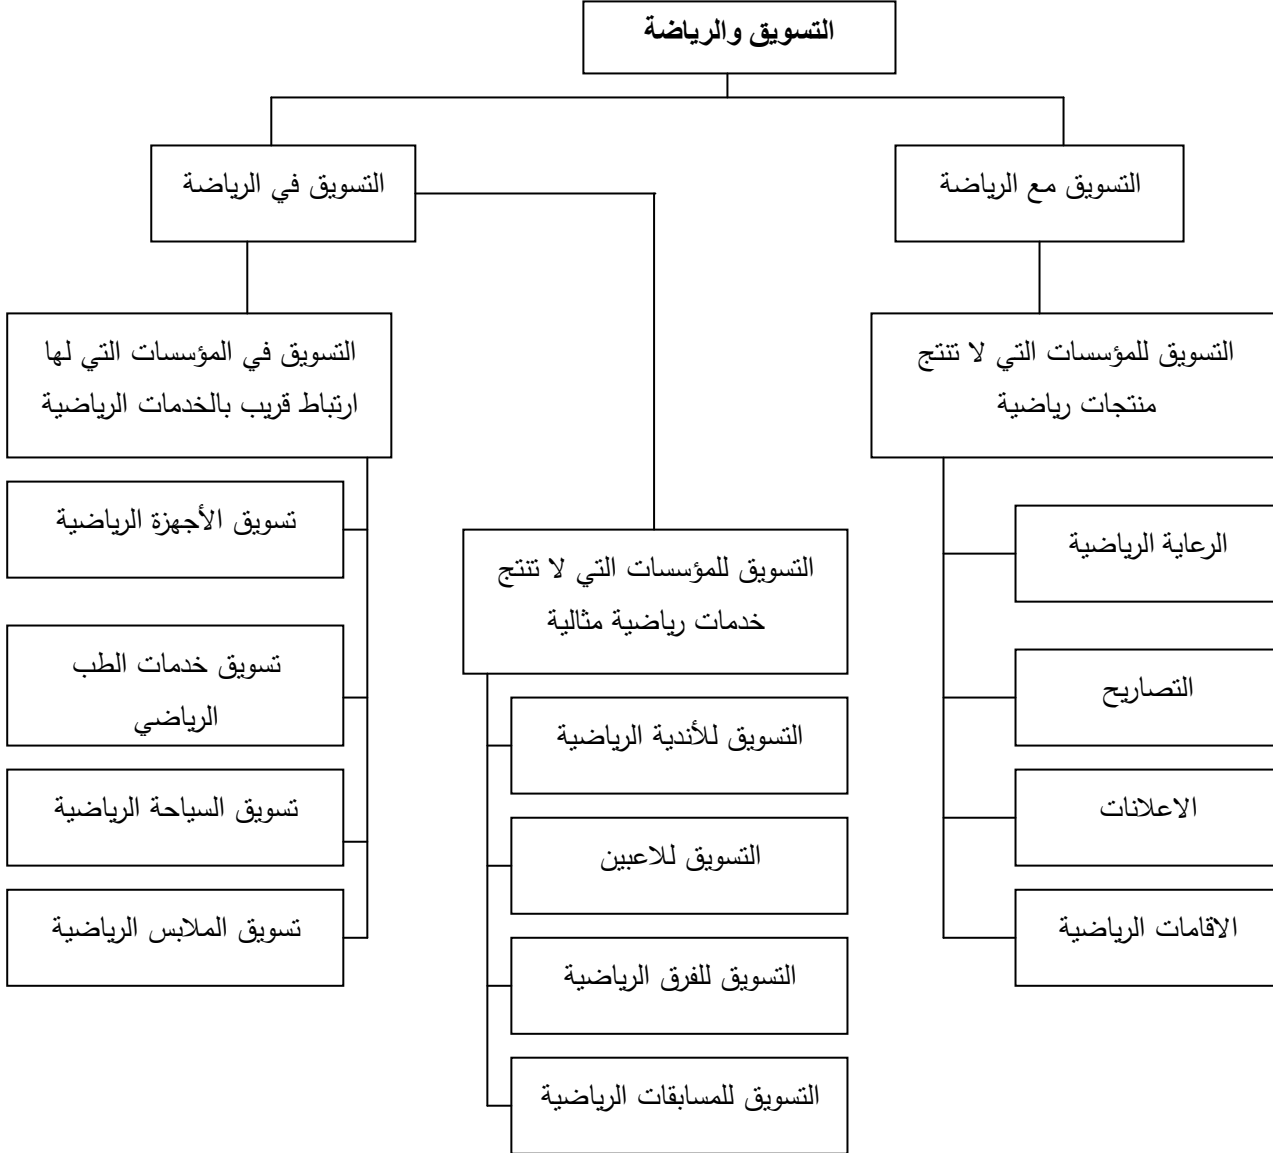 التسويق والرياضة
التسويق مع الرياضة
التسويق في الرياضة
التسويق للمؤسسات التي لا تنتج
منتجات رياضية
الرعاية الرياضية
التصاريح
الاعلانات
الاقامات الرياضية
التسويق للمؤسسات التي لا تنتج
خدمات رياضية مثالية
التسويق للأندية الرياضية
التسويق للاعبين
التسويق للفرق الرياضية
التسويق للمسابقات الرياضية
التسويق في المؤسسات التي لها
ارتباط قريب بالخدمات الرياضية
تسويق الأجهزة الرياضية
تسويق خدمات الطب
الرياضي
تسويق السياحة الرياضية
تسويق الملابس الرياضية